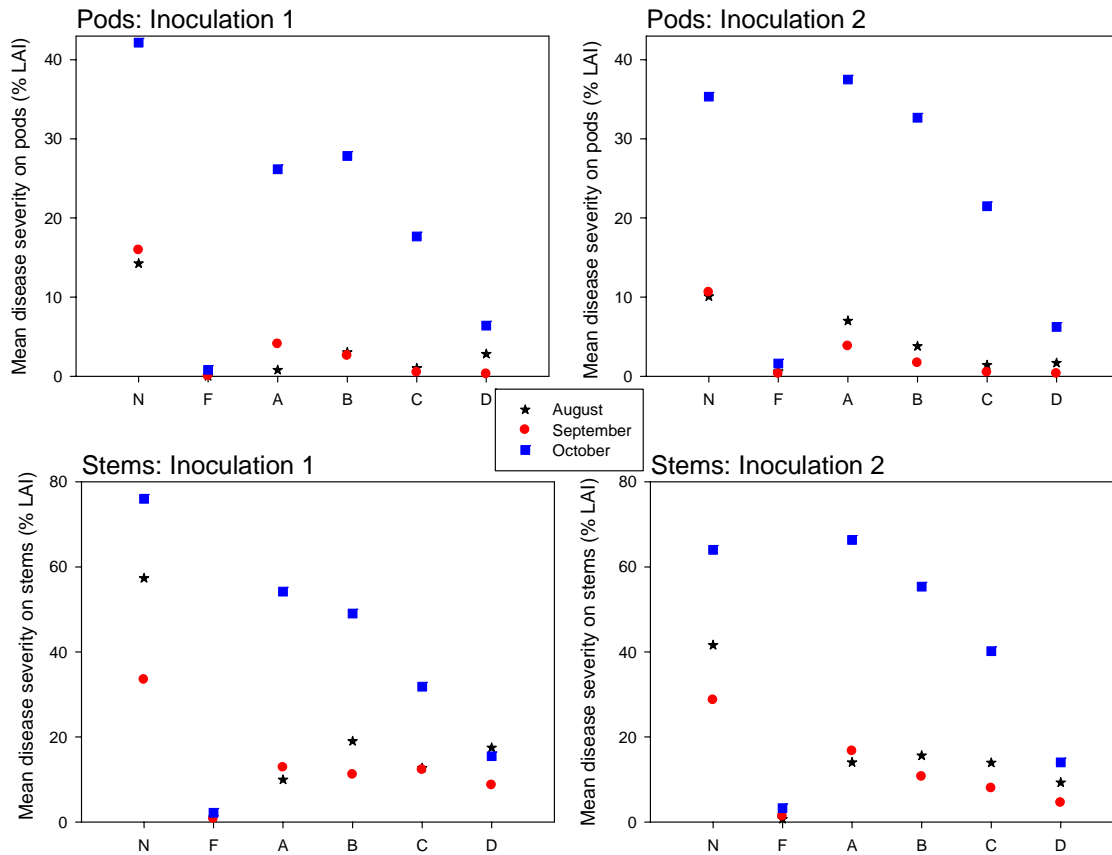 Pods: Inoculation 1
Mean disease severity on pods (% LAI)
40
30
20
10
0
N F A B C D
Pods: Inoculation 2
Mean disease severity on pods (% LAI)
40
30
20
10
0
N F A B C D
August
September
October
Stems: Inoculation 1
Mean disease severity on stems (% LAI)
80
60
40
20
0
N F A B C D
Stems: Inoculation 2
Mean disease severity on stems (% LAI)
80
60
40
20
0
N F A B C D